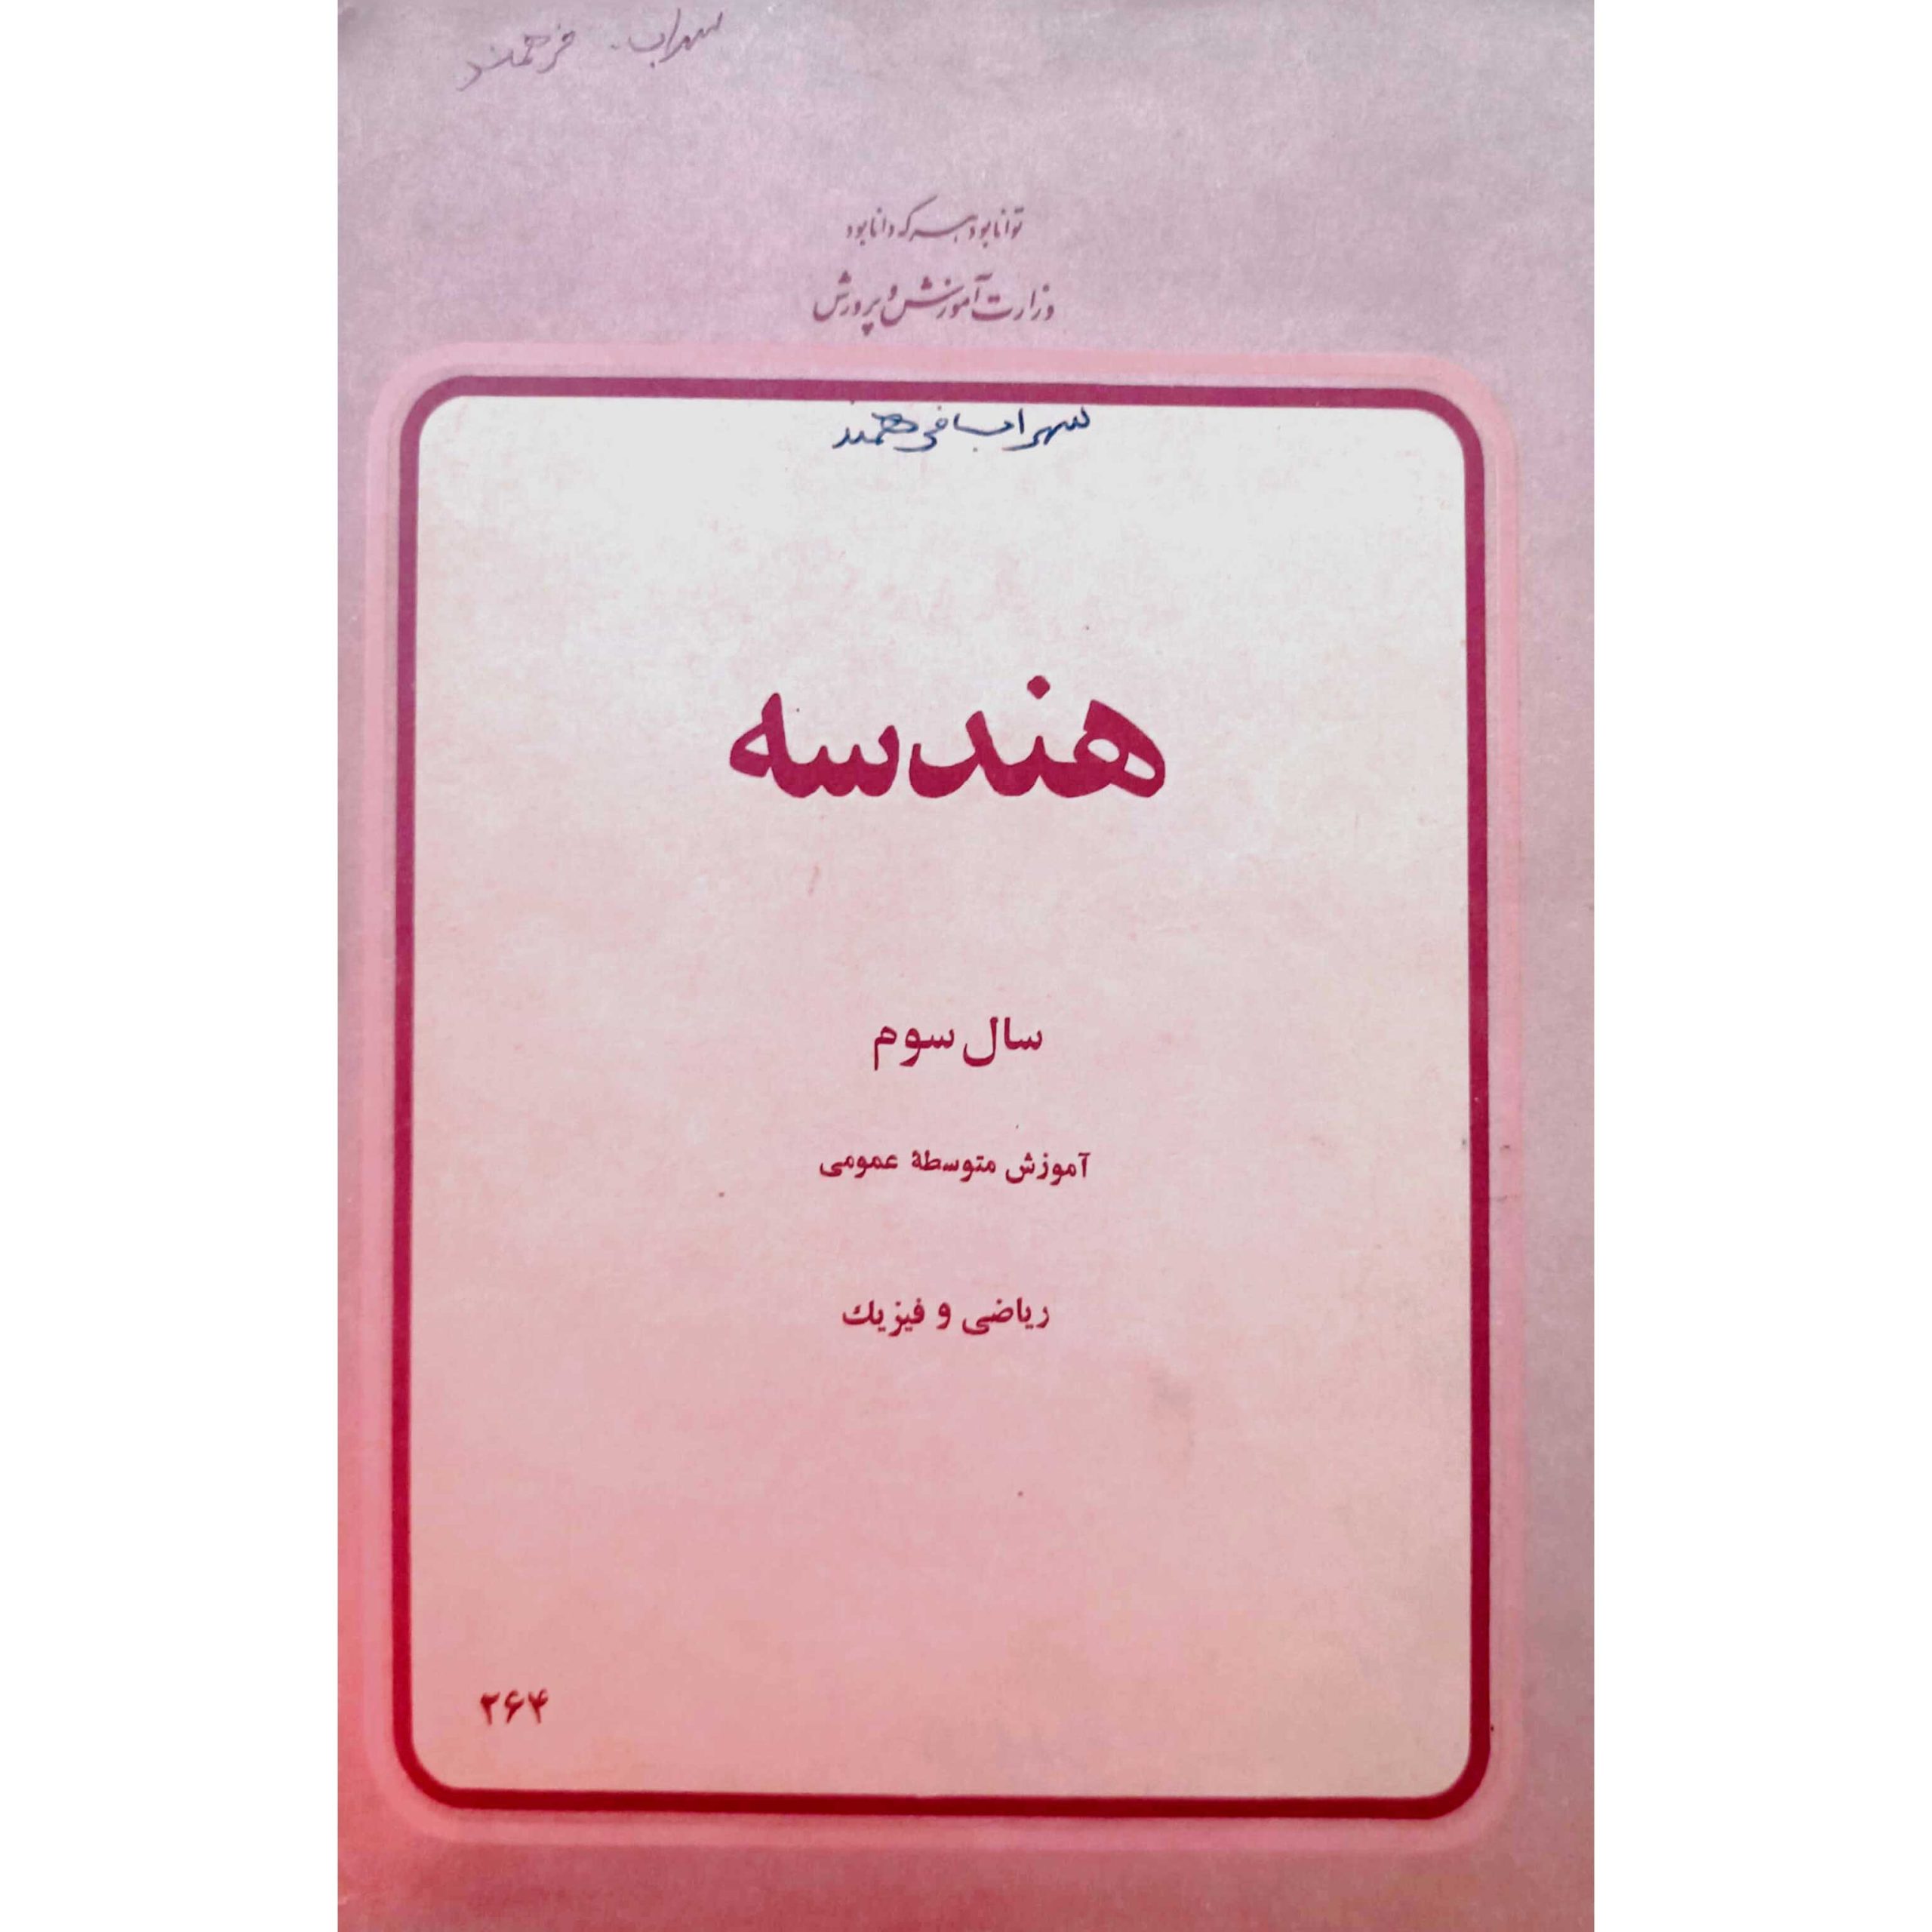 سهراب فرهمند
توانا بود هر که دانا بود
وزارت آموزش و پرورش
سهراب فرهمند
هندسه
سال سوم
آموزش متوسطهٔ عمومی
ریاضی و فیزیك
۲۶۴